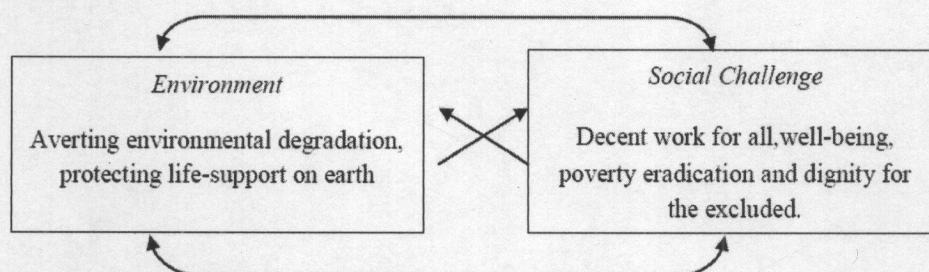 Environment
Averting environmental degradation,
protecting life-support on earth
Social Challenge
Decent work for all,well-being,
poverty eradication and dignity for
the excluded.